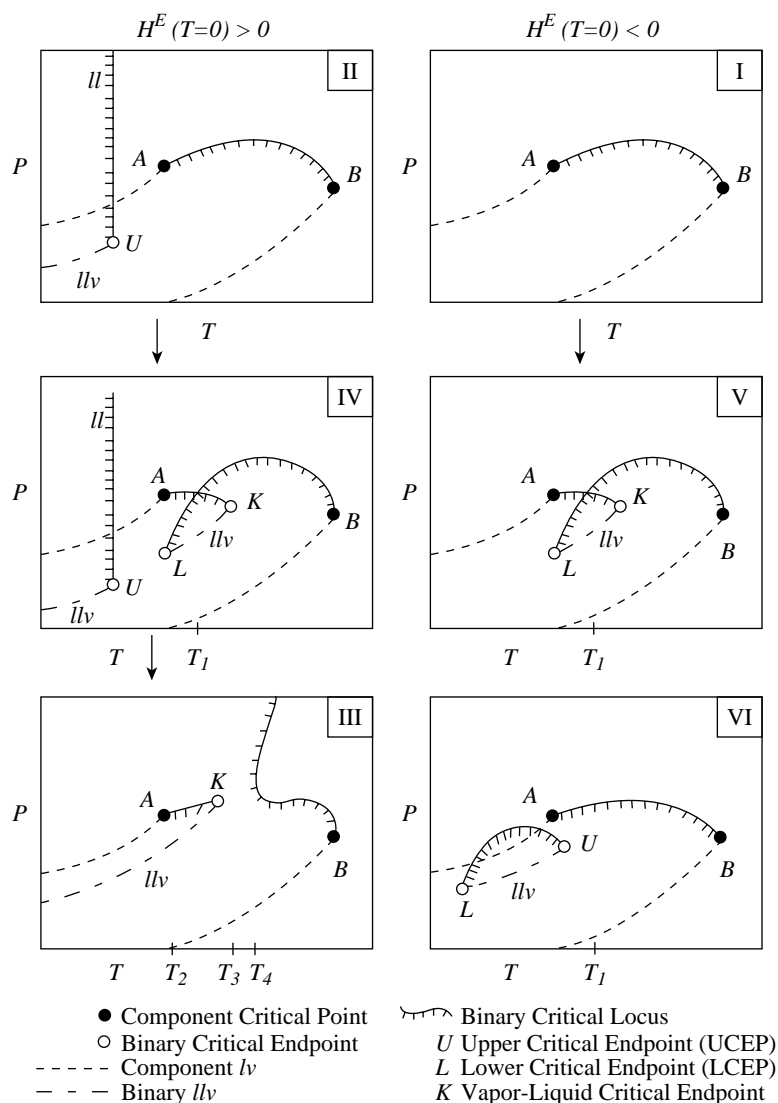 H^E (T=0) > 0
H^E (T=0) < 0
II
ll
A
B
P
U
llv
T
I
A
B
P
T
IV
ll
A
K
P
B
llv
L
U
llv
T
T_1
V
A
K
P
llv
L
B
T
T_1
III
K
A
P
llv
B
T
T_2
T_3
T_4
VI
A
P
U
B
llv
L
T
T_1
Component Critical Point
Binary Critical Endpoint
Component lv
Binary llv
Binary Critical Locus
U Upper Critical Endpoint (UCEP)
L Lower Critical Endpoint (LCEP)
K Vapor-Liquid Critical Endpoint